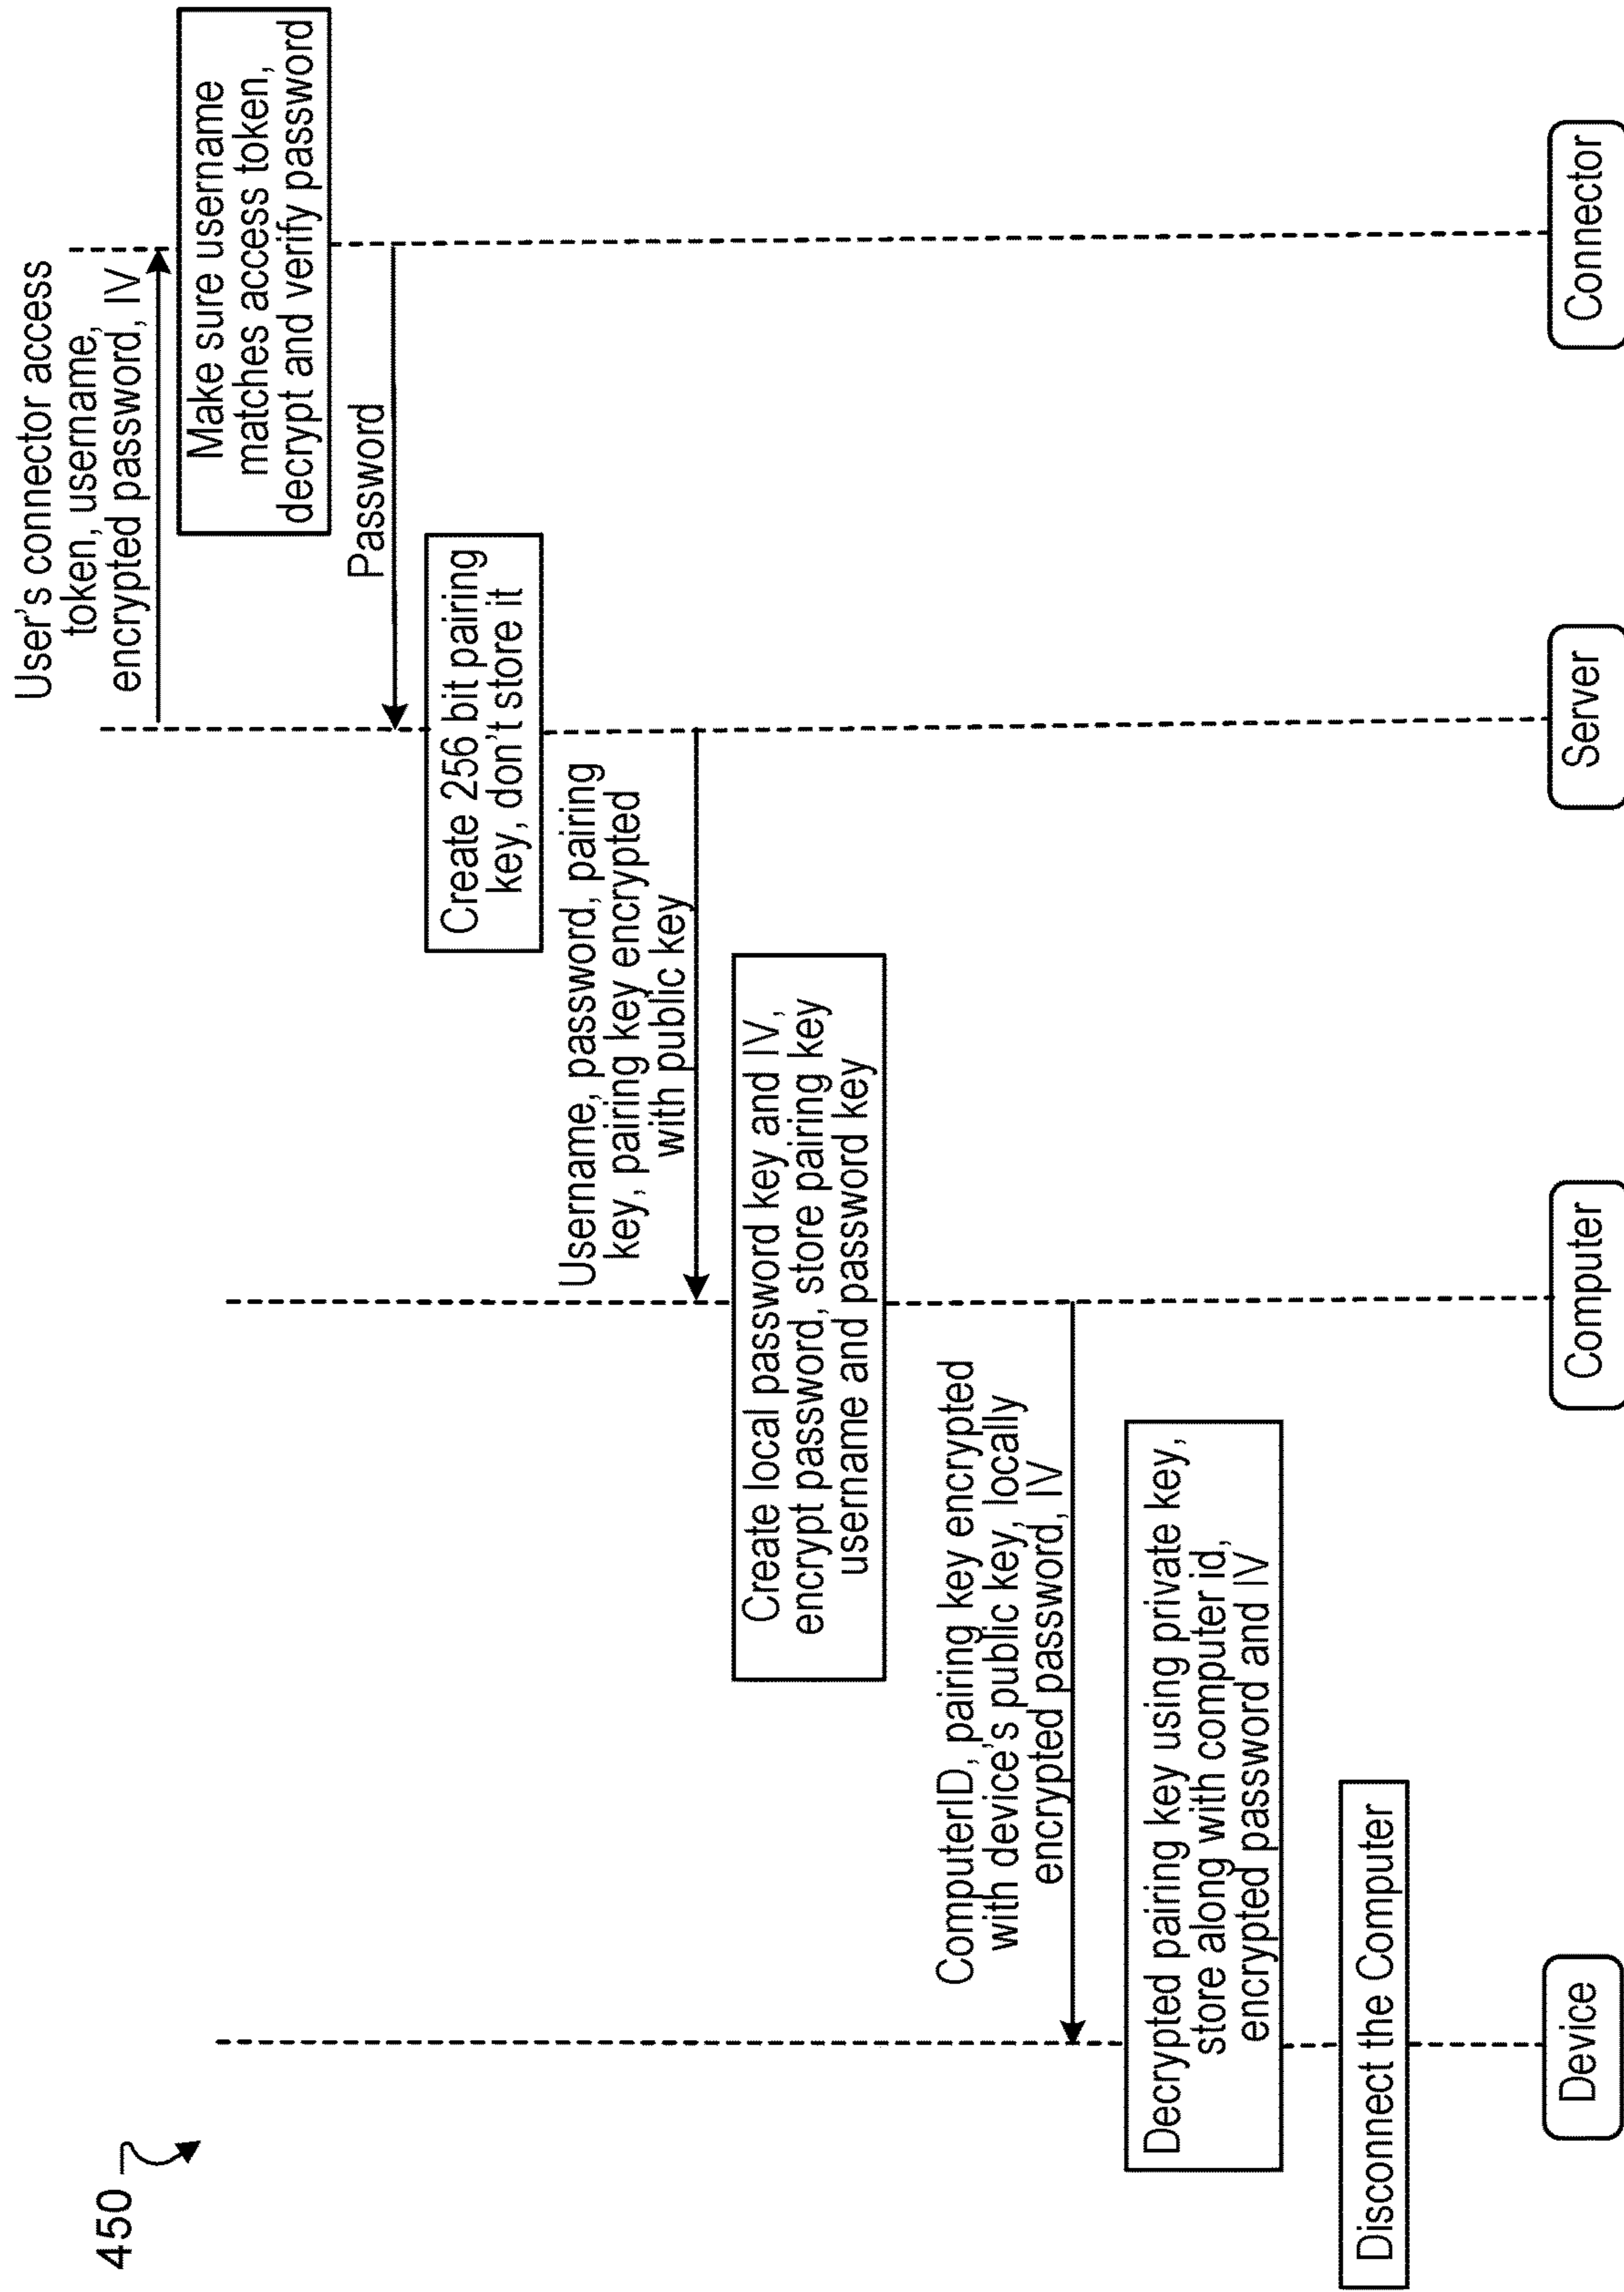 450
User's connector access
token, username,
encrypted password, IV
Make sure username
matches access token,
decrypt and verify password
Password
Create 256 bit pairing
key, don't store it
Username, password, pairing
key, pairing key encrypted
with public key
Create local password key and IV,
encrypt password, store pairing key
username and password key
ComputerID, pairing key encrypted
with device's public key, locally
encrypted password, IV
Decrypted pairing key using private key,
store along with computer id,
encrypted password and IV
Disconnect the Computer
Device
Computer
Server
Connector